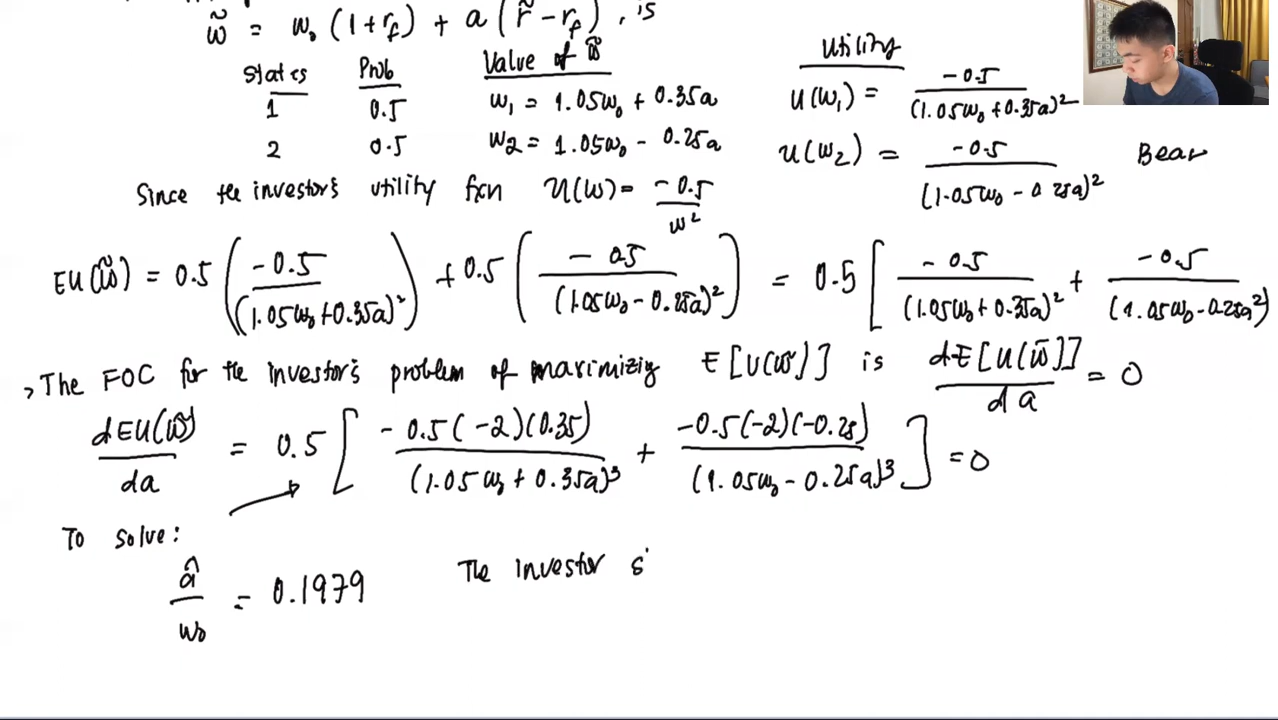 w̃ = w₀ (1+r_f) + a (r̃ - r_f), is
States Prob Value of w̃ Utility
1 0.5 w₁ = 1.05w₀ + 0.35a u(w₁) = -0.5 / (1.05w₀ + 0.35a)²
2 0.5 w₂ = 1.05w₀ - 0.25a u(w₂) = -0.5 / (1.05w₀ - 0.25a)² Bear
Since the investor's utility fxn U(w) = -0.5 / w²
EU(w̃) = 0.5 (-0.5 / (1.05w₀ + 0.35a)²) + 0.5 (-0.5 / (1.05w₀ - 0.25a)²) = 0.5 [-0.5 / (1.05w₀ + 0.35a)² + -0.5 / (1.05w₀ - 0.25a²)
The FOC for the investor's problem of maximizig E[U(w̃)] is dE[U(w̃)] / da = 0
dEU(w̃) / da = 0.5 [-0.5(-2)(0.35) / (1.05w₀ + 0.35a)³ + -0.5(-2)(-0.25) / (1.05w₀ - 0.25a)³] = 0
To solve:
â / w₀ = 0.1979 The investor